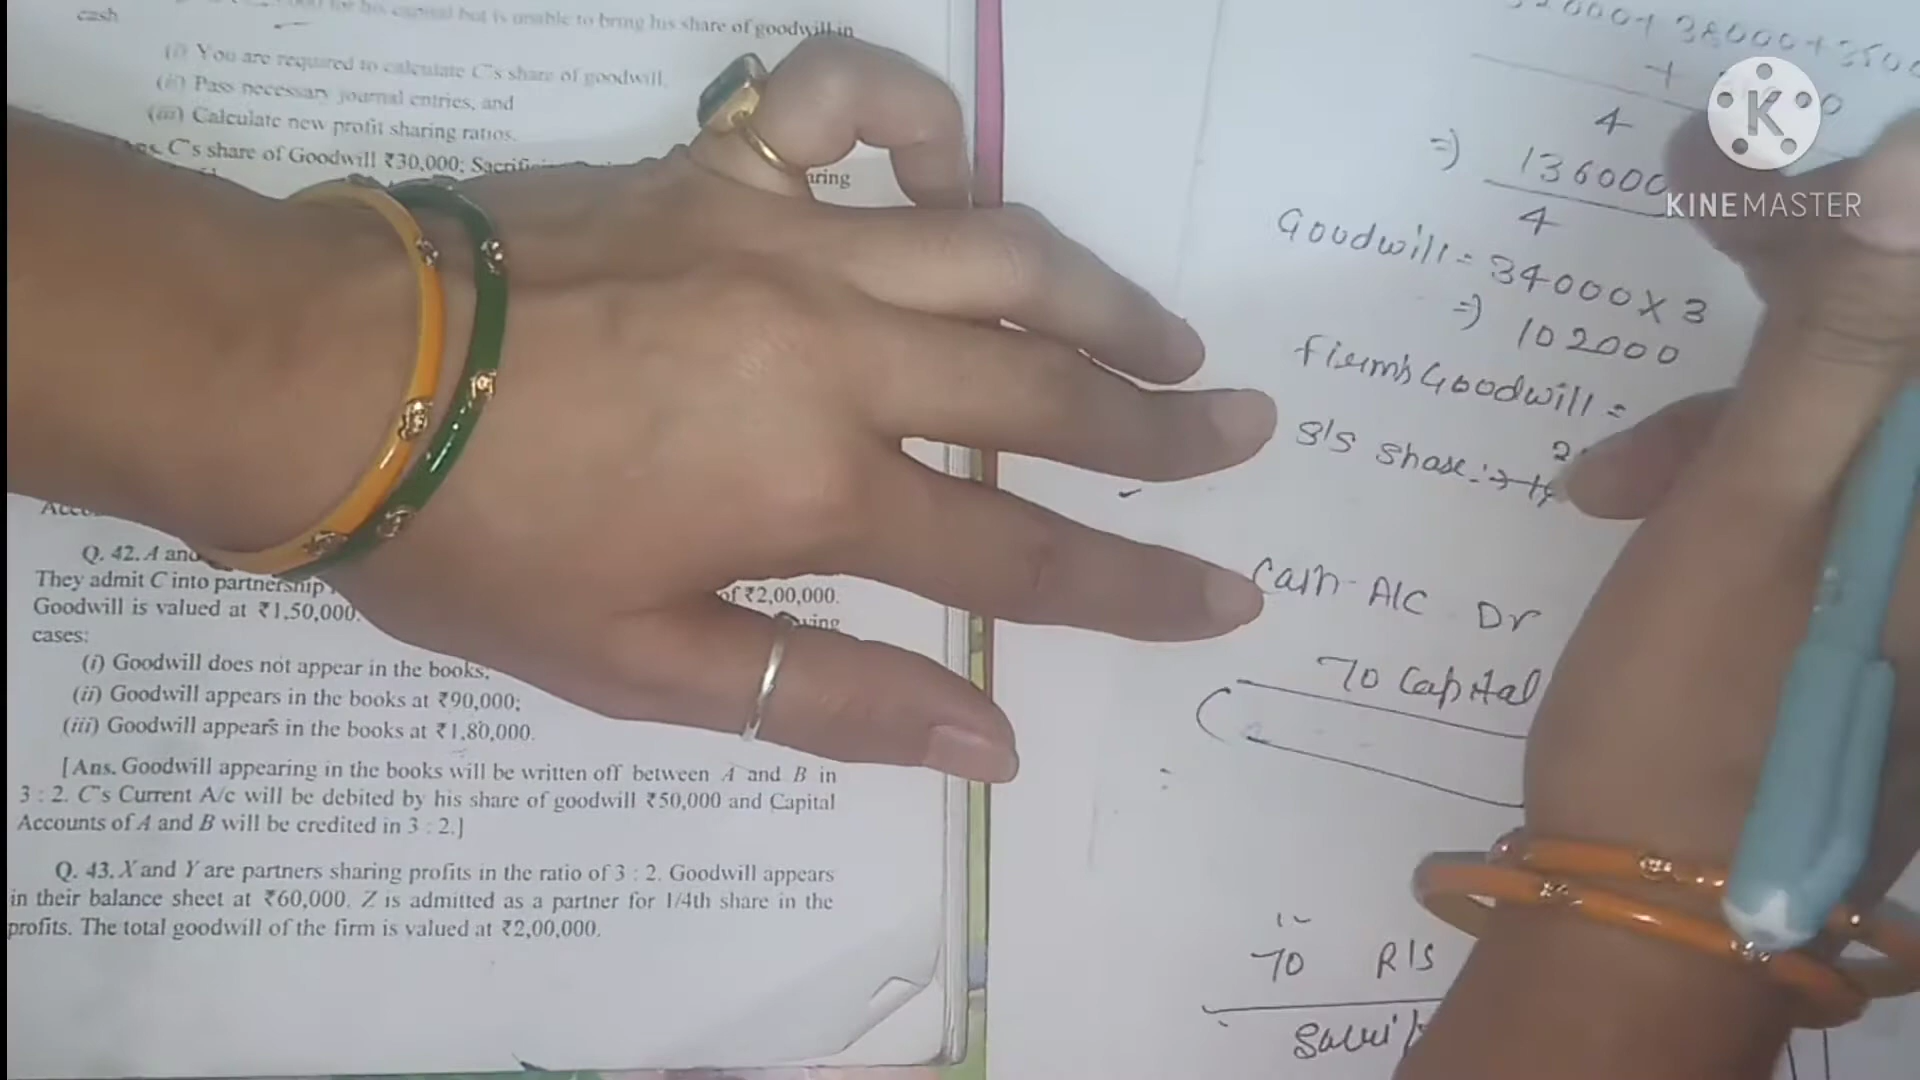 for his capital but is unable to bring his share of goodwill in
cash
(i) You are required to calculate C's share of goodwill,
(ii) Pass necessary journal entries, and
(iii) Calculate new profit sharing ratios.
C's share of Goodwill ₹30,000;
aring
Q. 42. A and
They admit C into partnership
of ₹2,00,000.
Goodwill is valued at ₹1,50,000.
cases:
(i) Goodwill does not appear in the books;
(ii) Goodwill appears in the books at ₹90,000;
(iii) Goodwill appears in the books at ₹1,80,000.
[Ans. Goodwill appearing in the books will be written off between A and B in
3 : 2. C's Current A/c will be debited by his share of goodwill ₹50,000 and Capital
Accounts of A and B will be credited in 3 : 2.]
Q. 43. X and Y are partners sharing profits in the ratio of 3 : 2. Goodwill appears
in their balance sheet at ₹60,000. Z is admitted as a partner for 1/4th share in the
profits. The total goodwill of the firm is valued at ₹2,00,000.
+ 38000 +
4
=) 136000
4
Goodwill = 34000 X 3
=) 102000
Firm's Goodwill =
S's Share :
Cash A/C Dr
To Capital
To R/S
K
KINEMASTER